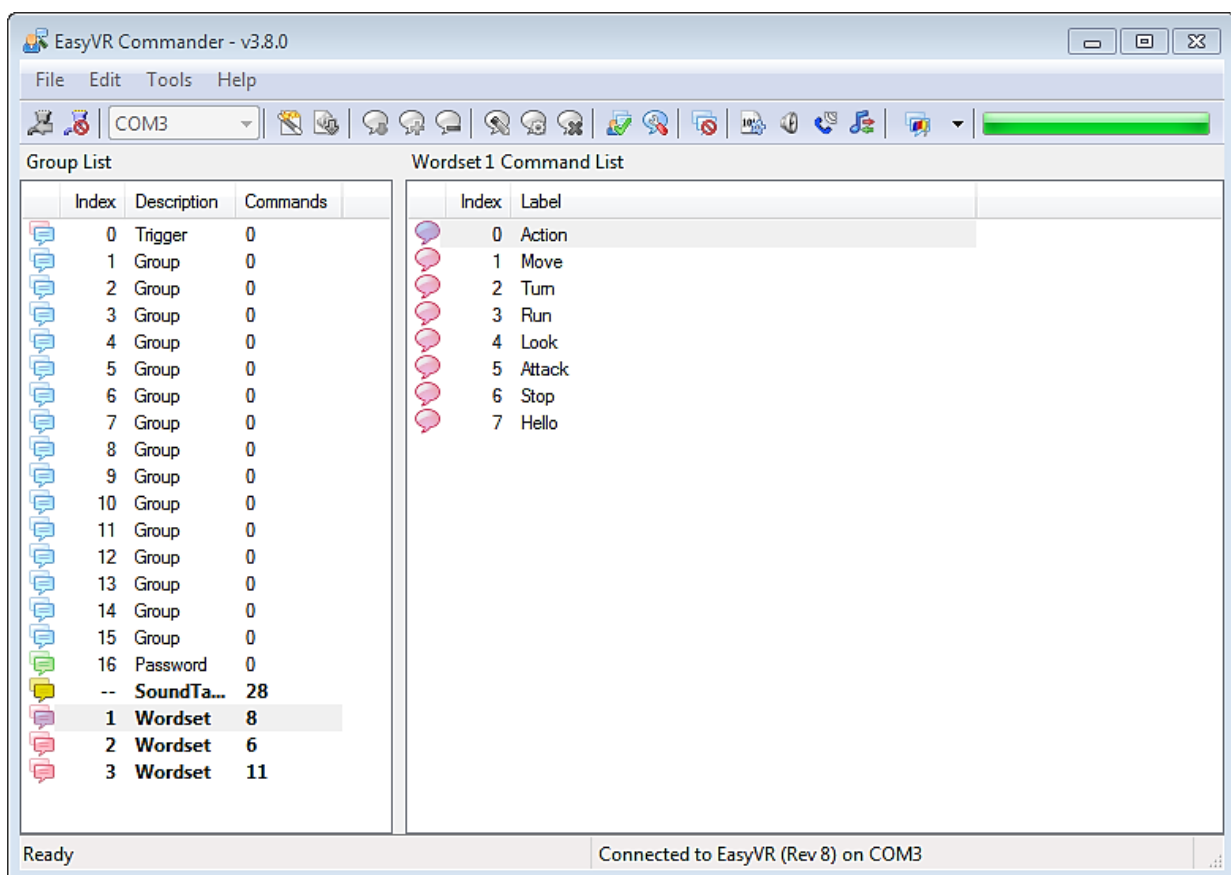 EasyVR Commander - v3.8.0
File Edit Tools Help
COM3
Group List
Index Description Commands
0 Trigger 0
1 Group 0
2 Group 0
3 Group 0
4 Group 0
5 Group 0
6 Group 0
7 Group 0
8 Group 0
9 Group 0
10 Group 0
11 Group 0
12 Group 0
13 Group 0
14 Group 0
15 Group 0
16 Password 0
-- SoundTa... 28
1 Wordset 8
2 Wordset 6
3 Wordset 11
Wordset 1 Command List
Index Label
0 Action
1 Move
2 Turn
3 Run
4 Look
5 Attack
6 Stop
7 Hello
Ready
Connected to EasyVR (Rev 8) on COM3